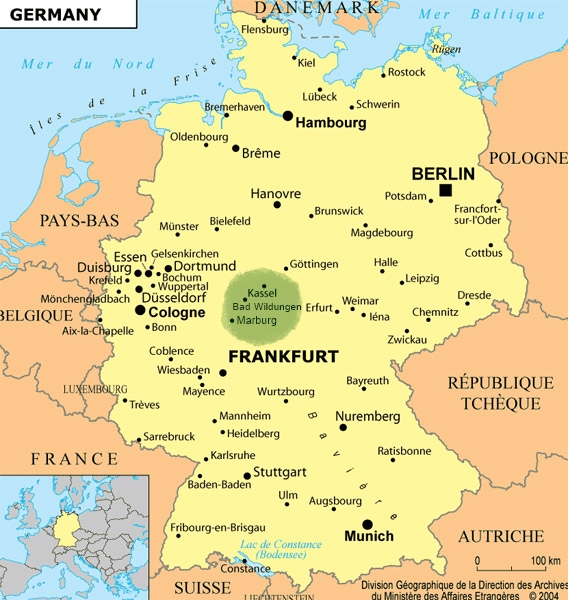 GERMANY
DANEMARK
Mer Baltique
Flensburg
Rügen
Mer du Nord
Kiel
Rostock
Îles de la Frise
Lübeck
Schwerin
Bremerhaven
Hambourg
Oldenbourg
Brême
POLOGNE
BERLIN
Hanovre
Potsdam
Francfort-
sur-l'Oder
PAYS-BAS
Brunswick
Bielefeld
Münster
Magdebourg
Cottbus
Essen
Gelsenkirchen
Duisburg
Dortmund
Göttingen
Halle
Krefeld
Bochum
Leipzig
Wuppertal
Kassel
Mönchengladbach
Düsseldorf
Bad Wildungen
Erfurt
Weimar
Dresde
BELGIQUE
Cologne
Marburg
Iéna
Chemnitz
Aix-la-Chapelle
Bonn
Zwickau
Coblence
FRANKFURT
Wiesbaden
LUXEMBOURG
Mayence
Bayreuth
RÉPUBLIQUE
TCHÈQUE
Trèves
Wurtzbourg
Mannheim
Nuremberg
Bavière
Sarrebruck
Heidelberg
FRANCE
Karlsruhe
Ratisbonne
Stuttgart
Baden-Baden
Ulm
Augsbourg
Fribourg-en-Brisgau
Munich
AUTRICHE
Lac de Constance
(Bodensee)
0
100 km
Constance
SUISSE
LIECHTENSTEIN
Division Géographique de la Direction des Archives
du Ministère des Affaires Etrangères © 2004